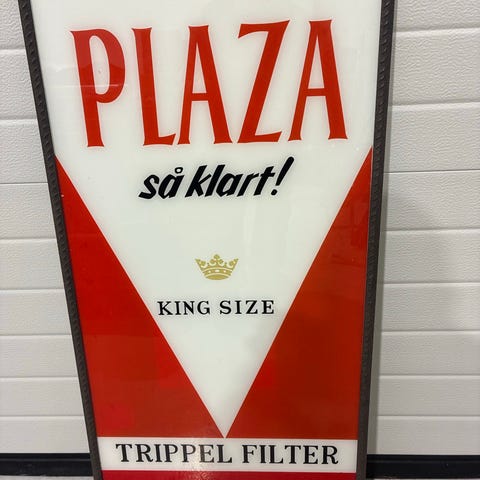 PLAZA
så klart!
KING SIZE
TRIPPEL FILTER